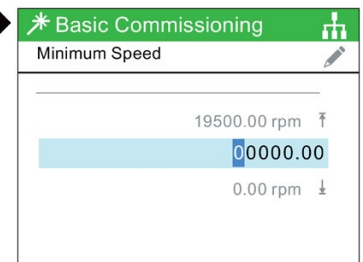 Basic Commissioning
Minimum Speed
19500.00 rpm
00000.00
0.00 rpm